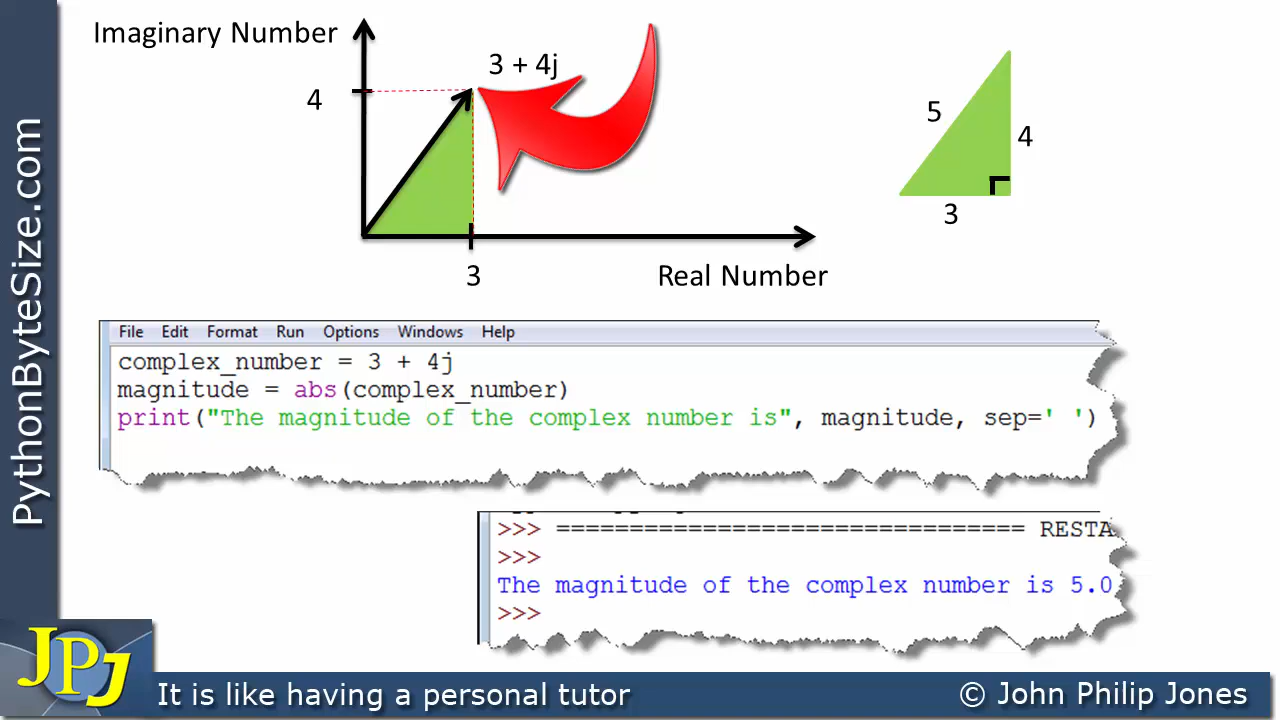 Imaginary Number
3 + 4j
4
3
Real Number
5
4
3
PythonByteSize.com
File Edit Format Run Options Windows Help
complex_number = 3 + 4j
magnitude = abs(complex_number)
print("The magnitude of the complex number is", magnitude, sep=' ')
>>> ================================ RESTA
>>>
The magnitude of the complex number is 5.0
>>>
JPJ
It is like having a personal tutor
© John Philip Jones